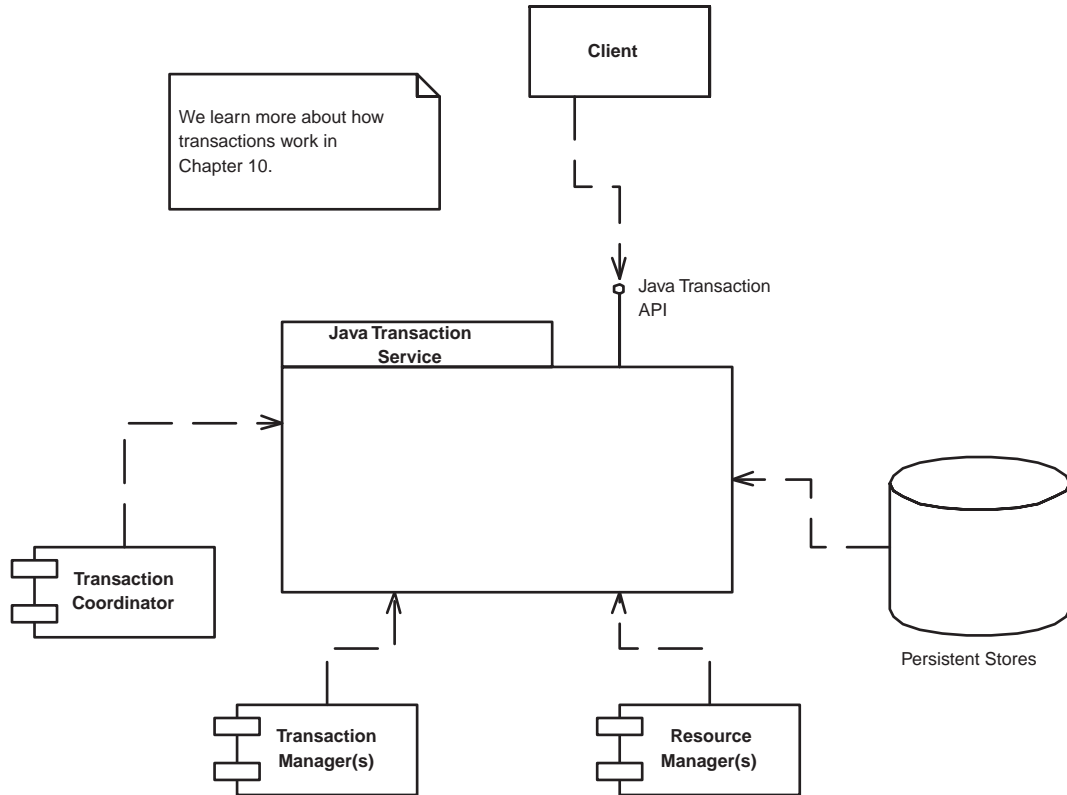 Client
We learn more about how
transactions work in
Chapter 10.
Java Transaction
API
Java Transaction
Service
Transaction
Coordinator
Persistent Stores
Transaction
Manager(s)
Resource
Manager(s)